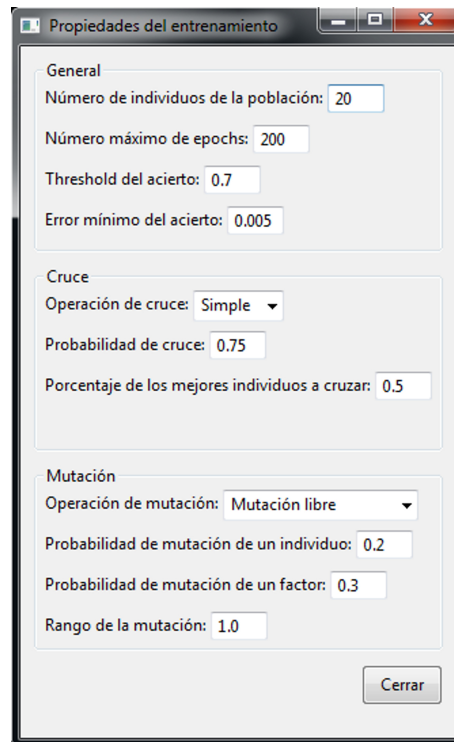 Propiedades del entrenamiento
General
Número de individuos de la población: 20
Número máximo de epochs: 200
Threshold del acierto: 0.7
Error mínimo del acierto: 0.005
Cruce
Operación de cruce: Simple
Probabilidad de cruce: 0.75
Porcentaje de los mejores individuos a cruzar: 0.5
Mutación
Operación de mutación: Mutación libre
Probabilidad de mutación de un individuo: 0.2
Probabilidad de mutación de un factor: 0.3
Rango de la mutación: 1.0
Cerrar